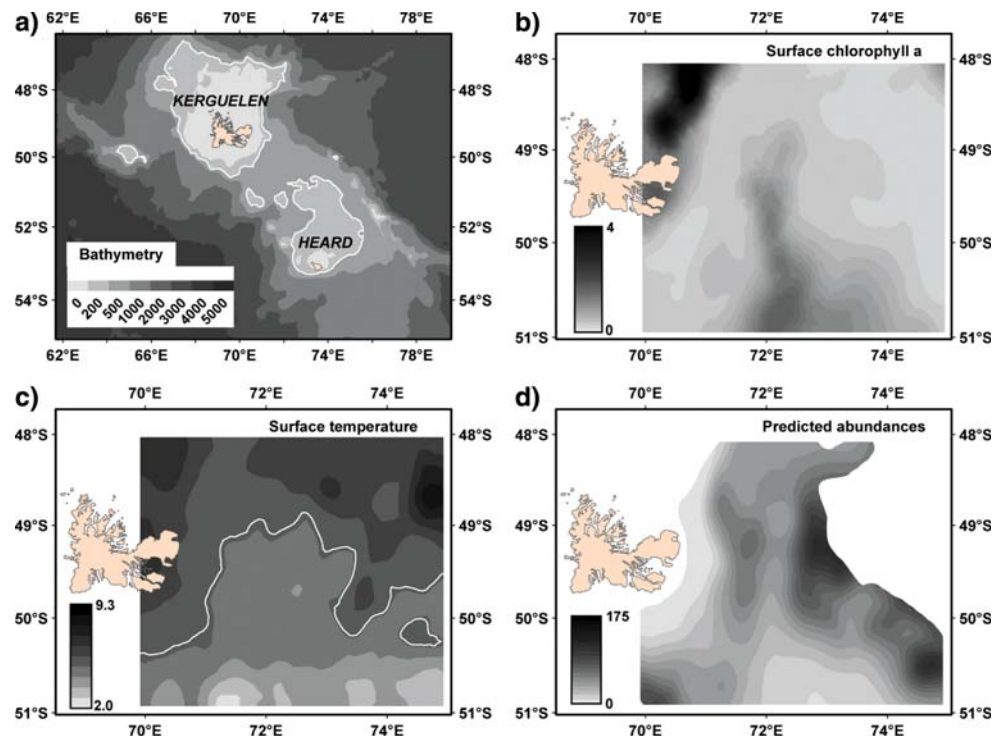 a)
62°E 66°E 70°E 74°E 78°E
48°S
50°S
52°S
54°S
KERGUELEN
HEARD
Bathymetry
0 200 500 1000 2000 3000 4000 5000
48°S
50°S
52°S
54°S
62°E 66°E 70°E 74°E 78°E
b)
70°E 72°E 74°E
Surface chlorophyll a
48°S
49°S
50°S
51°S
4
0
48°S
49°S
50°S
51°S
70°E 72°E 74°E
c)
70°E 72°E 74°E
Surface temperature
48°S
49°S
50°S
51°S
9.3
2.0
48°S
49°S
50°S
51°S
70°E 72°E 74°E
d)
70°E 72°E 74°E
Predicted abundances
48°S
49°S
50°S
51°S
175
0
48°S
49°S
50°S
51°S
70°E 72°E 74°E